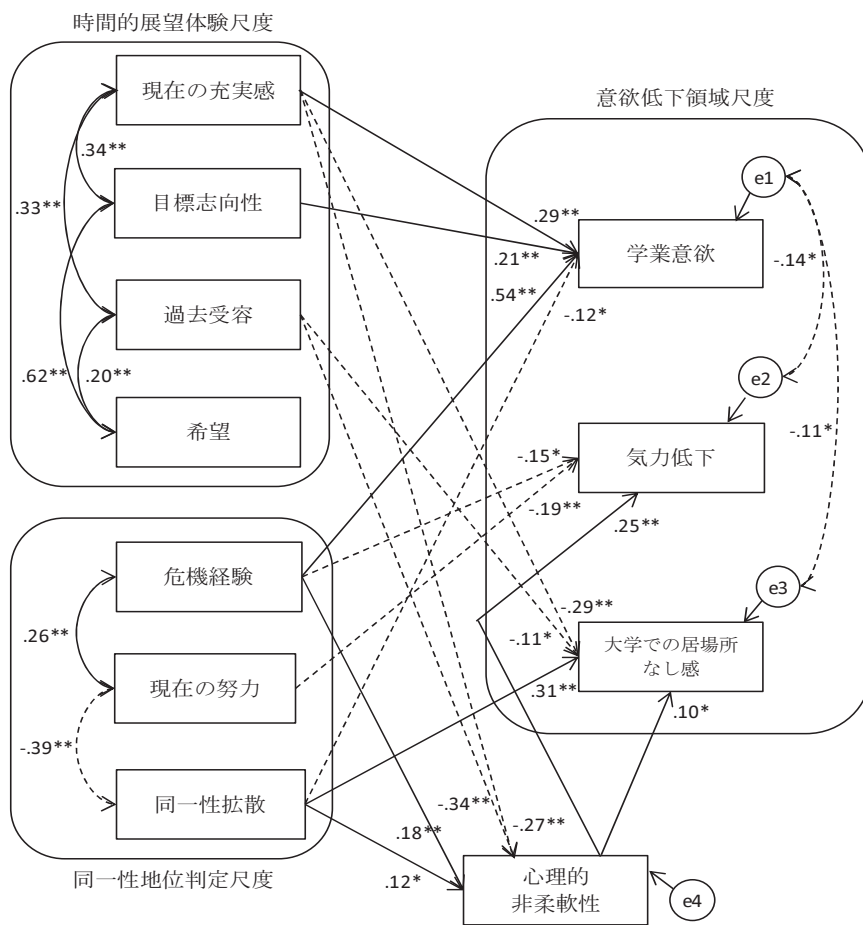 時間的展望体験尺度
現在の充実感
意欲低下領域尺度
.34**
e1
.33**
目標志向性
.29**
学業意欲
.21**
-.14*
.54**
過去受容
-.12*
.62**
.20**
e2
希望
-.11*
-.15*
気力低下
-.19**
.25**
危機経験
e3
.26**
-.29**
-.11*
大学での居場所
なし感
現在の努力
.31**
.10*
-.39**
同一性拡散
-.34**
.18**
-.27**
同一性地位判定尺度
.12*
心理的
非柔軟性
e4